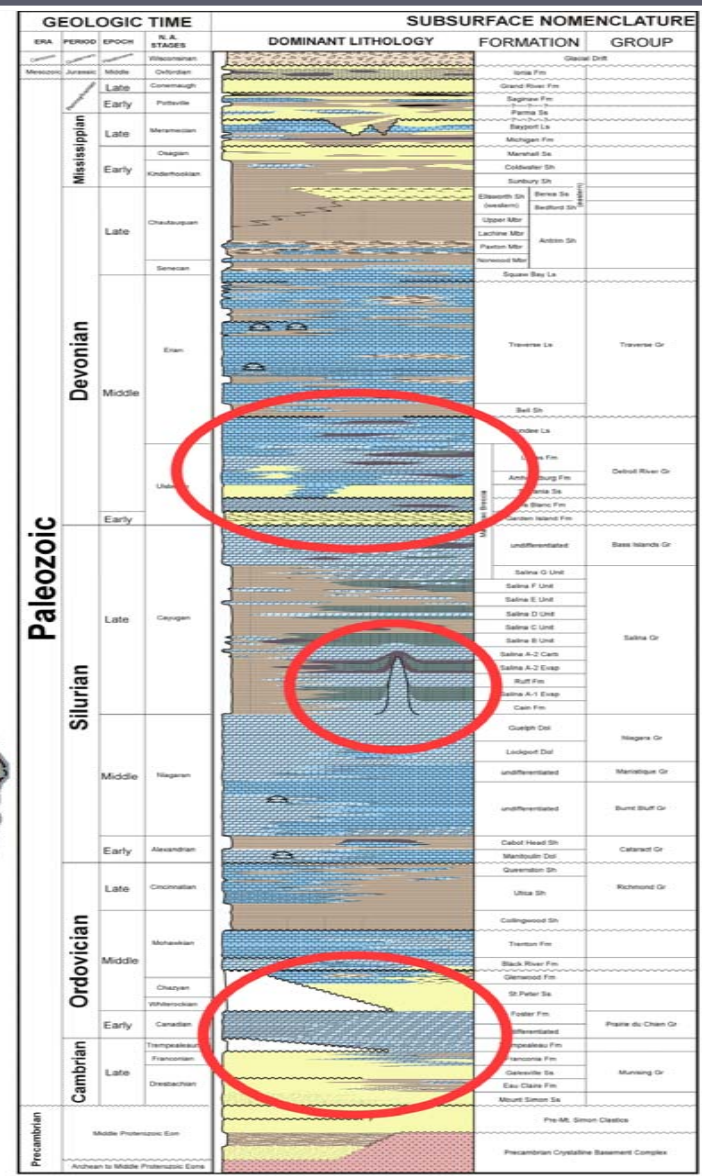 GEOLOGIC TIME
SUBSURFACE NOMENCLATURE
ERA PERIOD EPOCH N. A. STAGES DOMINANT LITHOLOGY FORMATION GROUP
Wisconsinan Glacial Drift
Mesozoic Jurassic Middle Oxfordian Ionia Fm
Late Conemaugh Grand River Fm
Early Pottsville Saginaw Fm
Parma Ss
Mississippian
Late Meramecian Bayport Ls
Michigan Fm
Osagian Marshall Ss
Early Kinderhookian Coldwater Sh
Sunbury Sh
Ellsworth Sh (western) Berea Ss
Bedford Sh
(eastern)
Late Chautauquan Upper Mbr
Lachine Mbr
Paxton Mbr Antrim Sh
Norwood Mbr
Senecan Squaw Bay Ls
Devonian
Middle Erian Traverse Ls Traverse Gr
Bell Sh
Dundee Ls
Fm
Detroit River Gr
Fm
Ss
Blanc Fm
Early Garden Island Fm
Breccia
Paleozoic
Silurian
undifferentiated Bass Islands Gr
Salina G Unit
Salina F Unit
Salina E Unit
Late Cayugan Salina D Unit
Salina C Unit
Salina B Unit Salina Gr
Salina A-2 Carb
Salina A-2 Evap
Ruff Fm
Salina A-1 Evap
Cain Fm
Guelph Dol
Niagara Gr
Lockport Dol
Middle Niagaran undifferentiated Manistique Gr
undifferentiated Burnt Bluff Gr
Early Alexandrian Cabot Head Sh
Cataract Gr
Manitoulin Dol
Ordovician
Queenston Sh
Late Cincinnatian Utica Sh Richmond Gr
Collingwood Sh
Mohawkian Trenton Fm
Middle Black River Fm
Glenwood Fm
Chazyan St.Peter Ss
Whiterockian
Foster Fm
Early Canadian Prairie du Chien Gr
Cambrian
Franconian Franconia Fm
Late Galesville Ss Munising Gr
Dresbachian Eau Claire Fm
Mount Simon Ss
Precambrian
Middle Proterozoic Eon Pre-Mt. Simon Clastics
Precambrian Crystalline Basement Complex
Archean to Middle Proterozoic Eons